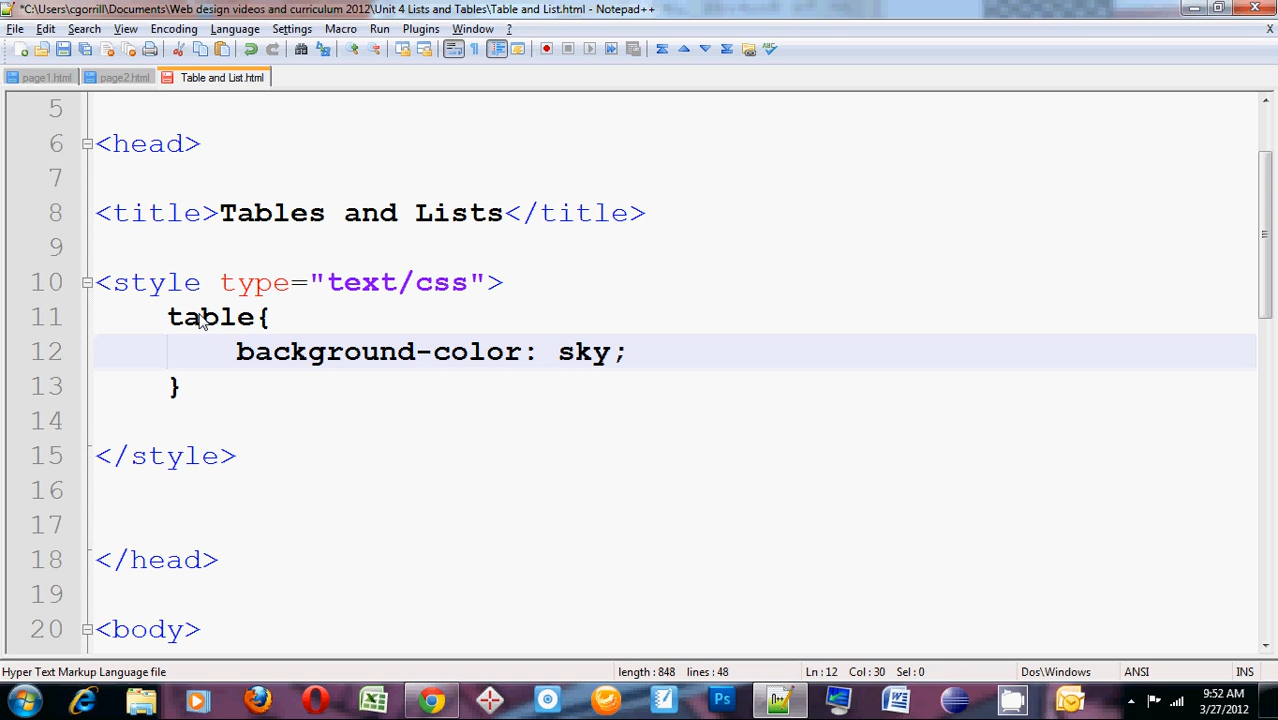 *C:\Users\cgorrill\Documents\Web design videos and curriculum 2012\Unit 4 Lists and Tables\Table and List.html - Notepad++
File Edit Search View Encoding Language Settings Macro Run Plugins Window ? X
page1.html page2.html Table and List.html
5
6 <head>
7
8 <title>Tables and Lists</title>
9
10 <style type="text/css">
11 table{
12 background-color: sky;
13 }
14
15 </style>
16
17
18 </head>
19
20 <body>
Hyper Text Markup Language file length : 848 lines : 48 Ln : 12 Col : 30 Sel : 0 Dos\Windows ANSI INS
9:52 AM
3/27/2012